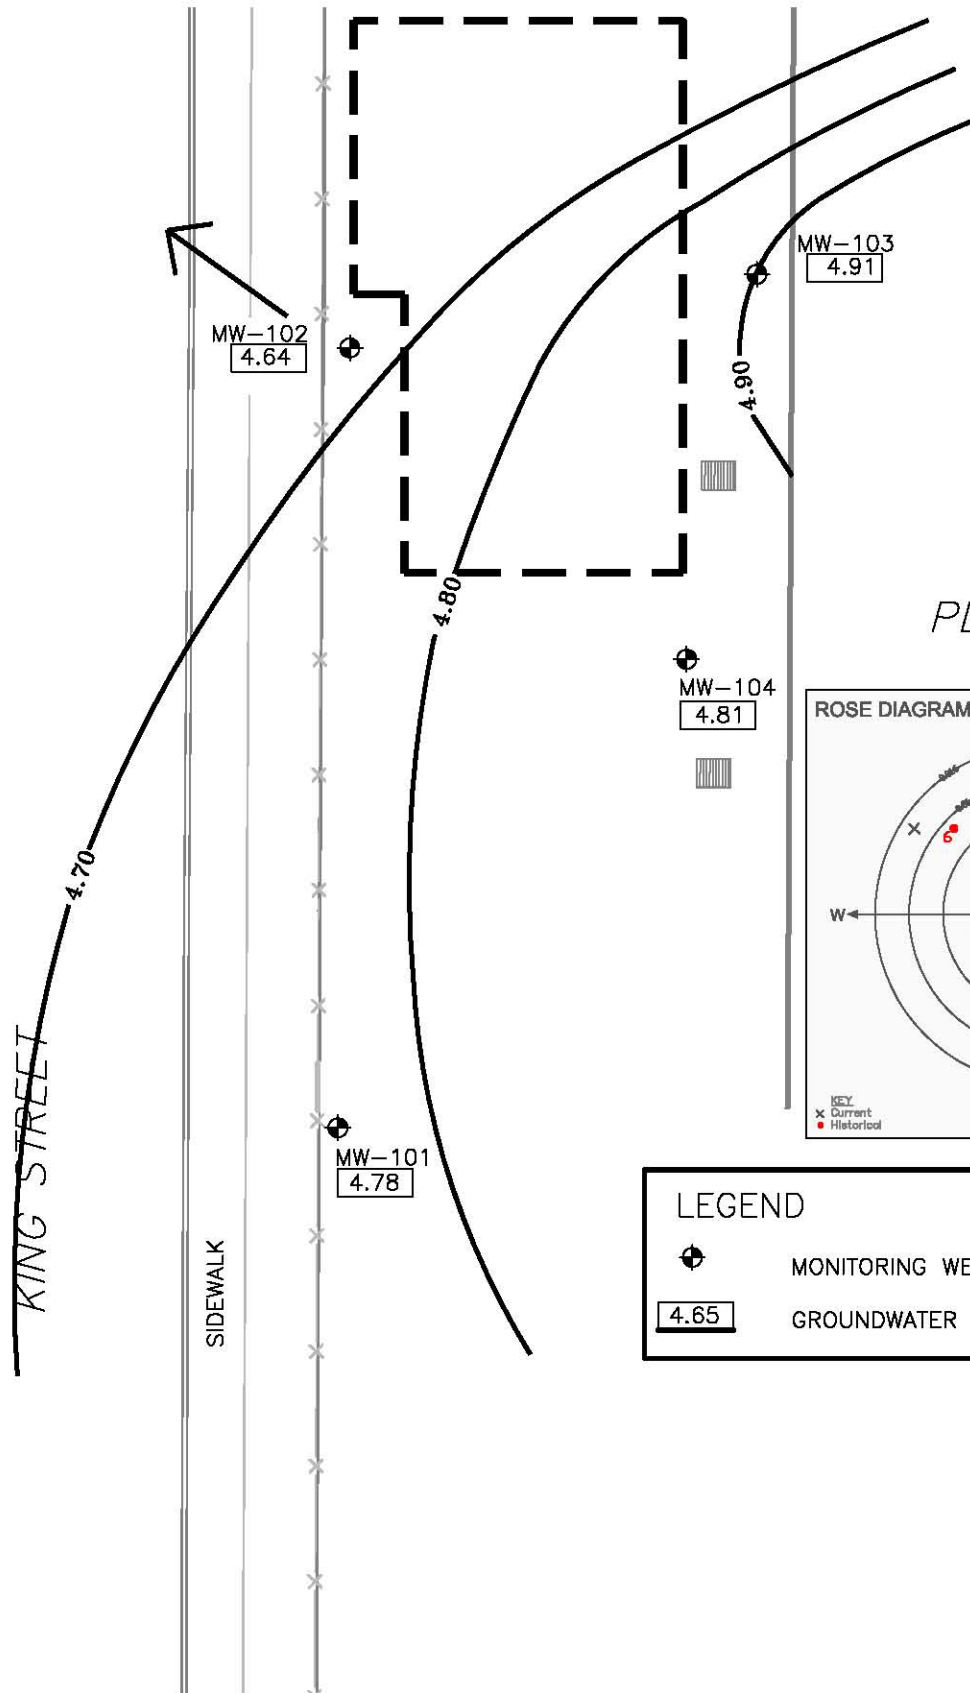 MW-103
4.91
MW-102
4.64
4.90
4.80
PL
MW-104
4.81
ROSE DIAGRAM
6
W
4.70
KING STREET
KEY
Current
Historical
MW-101
4.78
SIDEWALK
LEGEND
MONITORING WE
4.65
GROUNDWATER